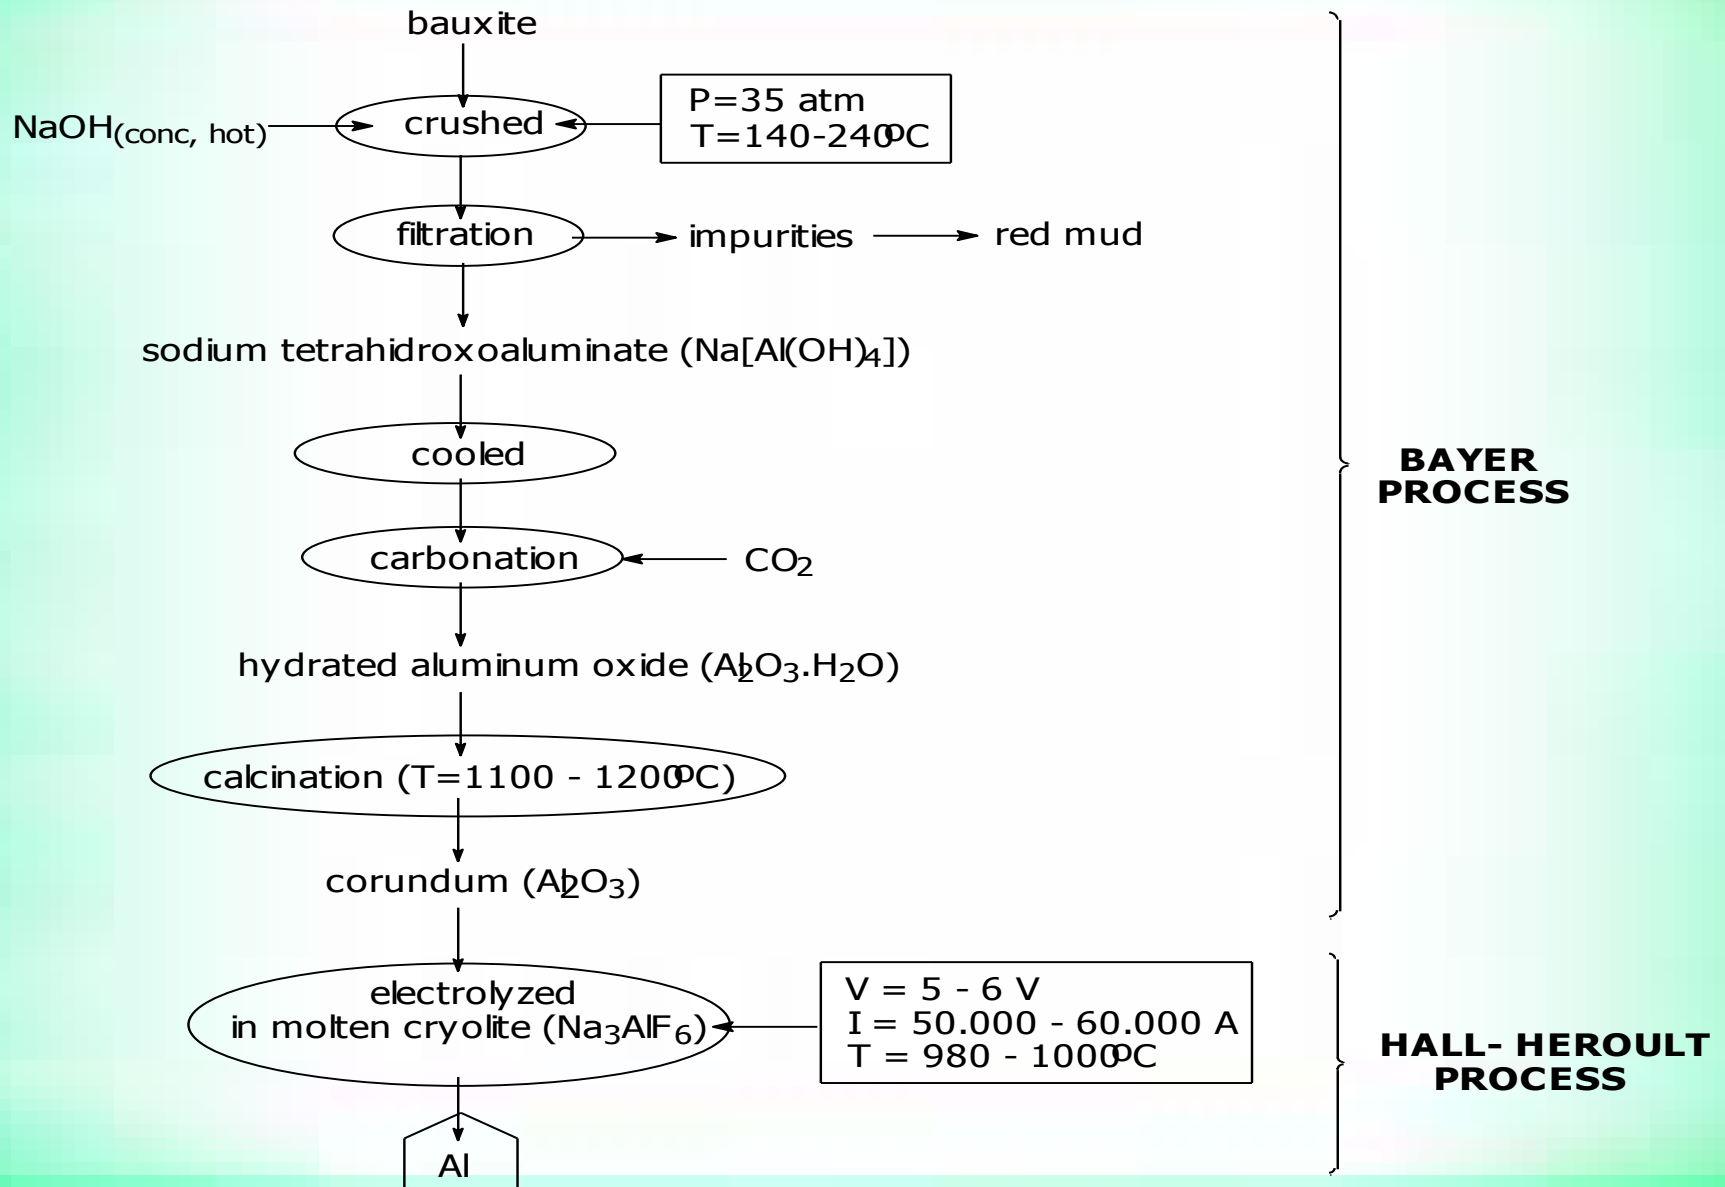 bauxite
NaOH(conc, hot)
crushed
P=35 atm
T=140-240ºC
filtration
impurities
red mud
sodium tetrahidroxoaluminate (Na[Al(OH)4])
cooled
BAYER
PROCESS
carbonation
CO2
hydrated aluminum oxide (Al2O3.H2O)
calcination (T=1100 - 1200ºC)
corundum (Al2O3)
electrolyzed
in molten cryolite (Na3AlF6)
V = 5 - 6 V
I = 50.000 - 60.000 A
T = 980 - 1000ºC
HALL- HEROULT
PROCESS
Al